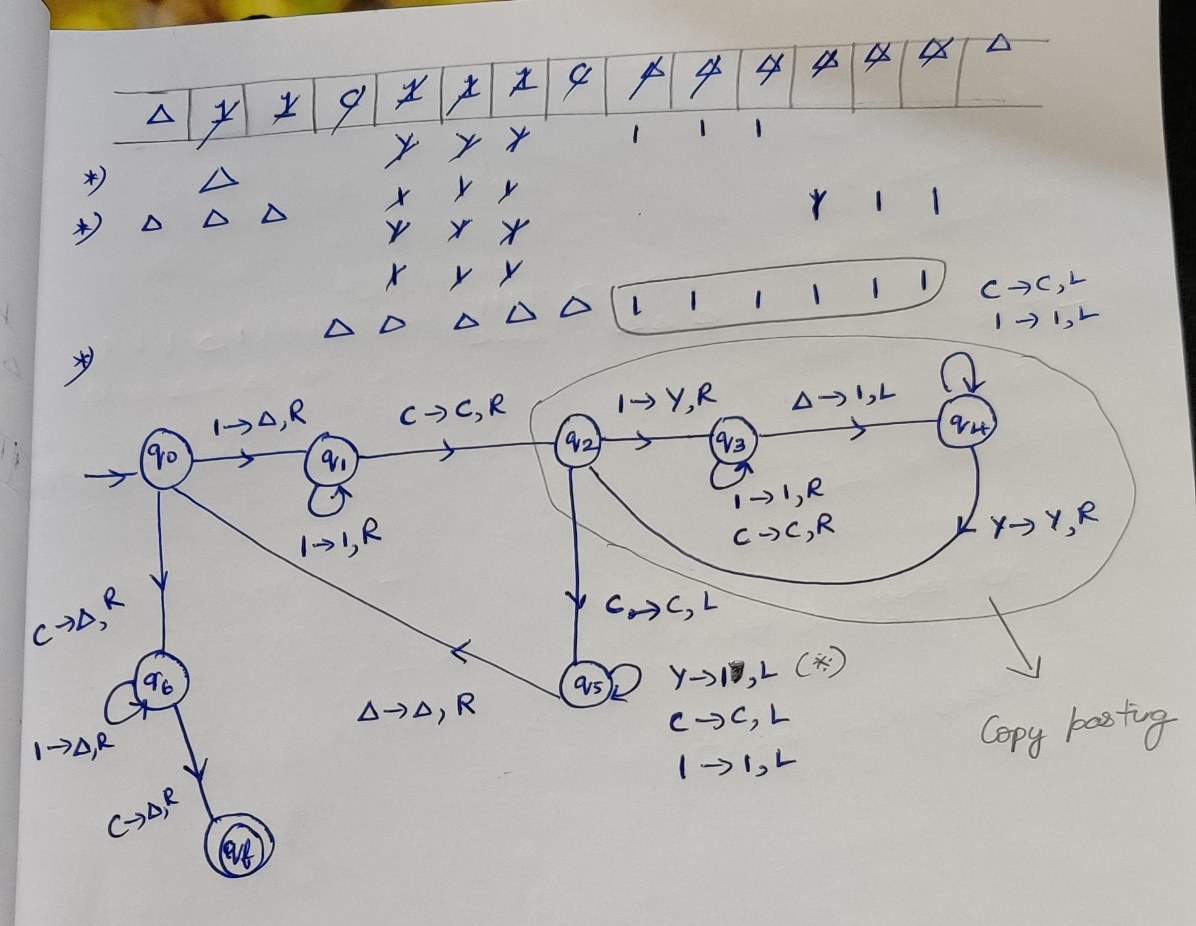 Δ 1 1 C 1 1 1 C Δ Δ Δ Δ Δ Δ Δ
Y Y Y 1 1 1
*) Δ 1 Y Y
*) Δ Δ Δ Y Y Y Y 1 1
1 Y Y
Δ Δ Δ Δ Δ 1 1 1 1 1 1
C→C,L
1→1,L
*)
1→Δ,R
C→C,R
1→Y,R
Δ→1,L
q0
q1
q2
q3
q4
1→1,R
1→1,R
C→C,R
Y→Y,R
C→Δ,R
C→C,L
q6
q5
Y→1,L (*)
1→Δ,R
Δ→Δ,R
C→C,L
1→1,L
Copy pasting
C→Δ,R
qf